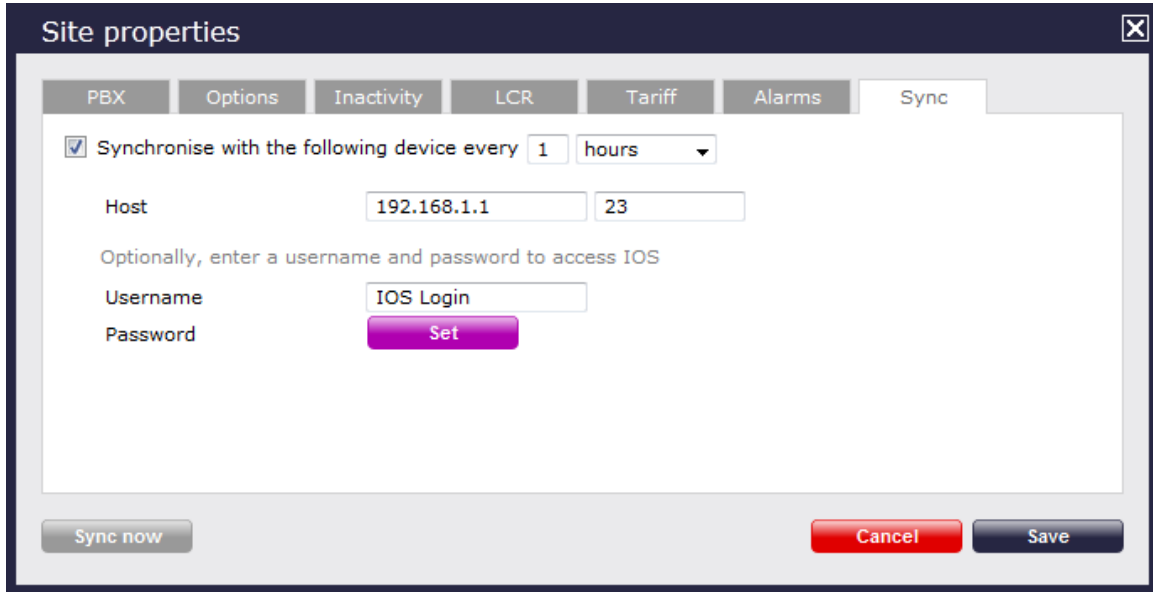 Site properties
PBX Options Inactivity LCR Tariff Alarms Sync
Synchronise with the following device every 1 hours
Host 192.168.1.1 23
Optionally, enter a username and password to access IOS
Username IOS Login
Password Set
Sync now Cancel Save